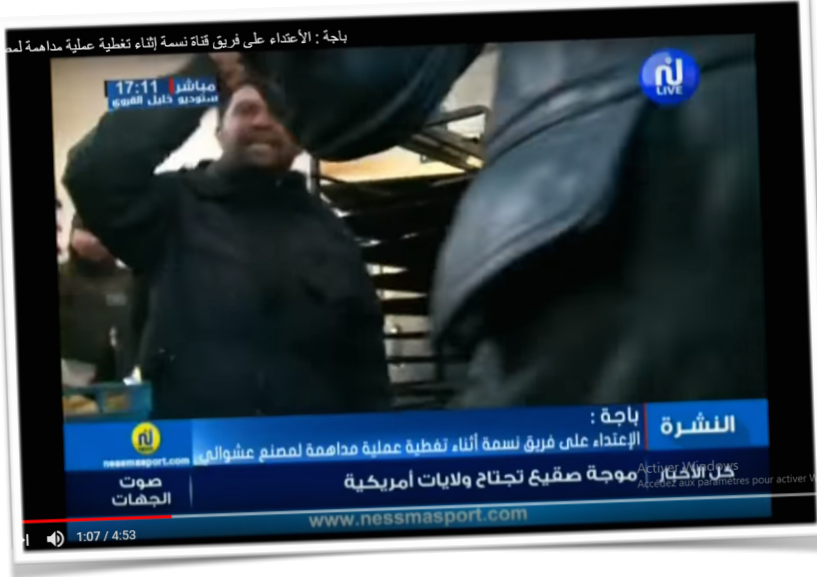 باجة : الأعتداء على فريق قناة نسمة إثناء تغطية عملية مداهمة
مباشر 17:11
ستوديو خليل القروي
LIVE
النشرة
باجة :
الإعتداء على فريق نسمة أثناء تغطية عملية مداهمة لمصنع عشوائي
nessmasport.com
صوت
الجهات
كل الأخبار
موجة صقيع تجتاح ولايات أمريكية
Activer Windows
Accédez aux paramètres pour activer
www.nessmasport.com
1:07 / 4:53